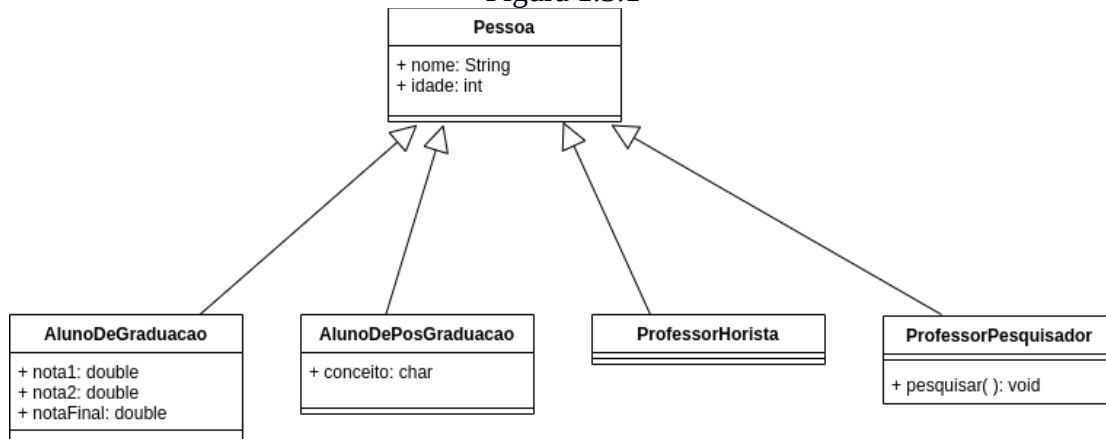 Pessoa
+ nome: String
+ idade: int
AlunoDeGraduacao
+ nota1: double
+ nota2: double
+ notaFinal: double
AlunoDePosGraduacao
+ conceito: char
ProfessorHorista
ProfessorPesquisador
+ pesquisar( ): void